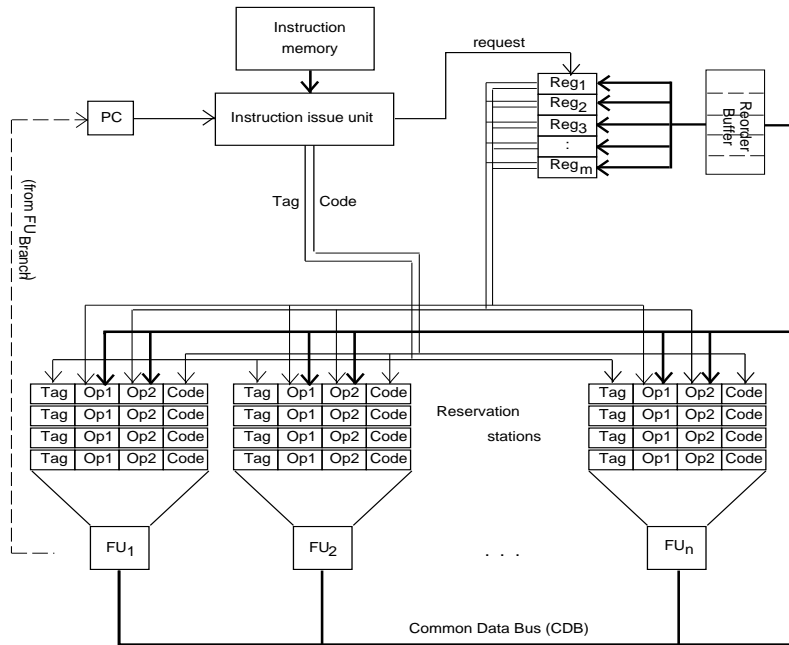 Instruction
memory
request
PC
Instruction issue unit
Reg1
Reg2
Reg3
:
Regm
Reorder
Buffer
Tag Code
(from FU Branch)
Tag Op1 Op2 Code Tag Op1 Op2 Code Tag Op1 Op2 Code
Tag Op1 Op2 Code Tag Op1 Op2 Code Tag Op1 Op2 Code
Tag Op1 Op2 Code Tag Op1 Op2 Code Tag Op1 Op2 Code
Tag Op1 Op2 Code Tag Op1 Op2 Code Tag Op1 Op2 Code
Reservation
stations
FU1 FU2 . . . FUn
Common Data Bus (CDB)